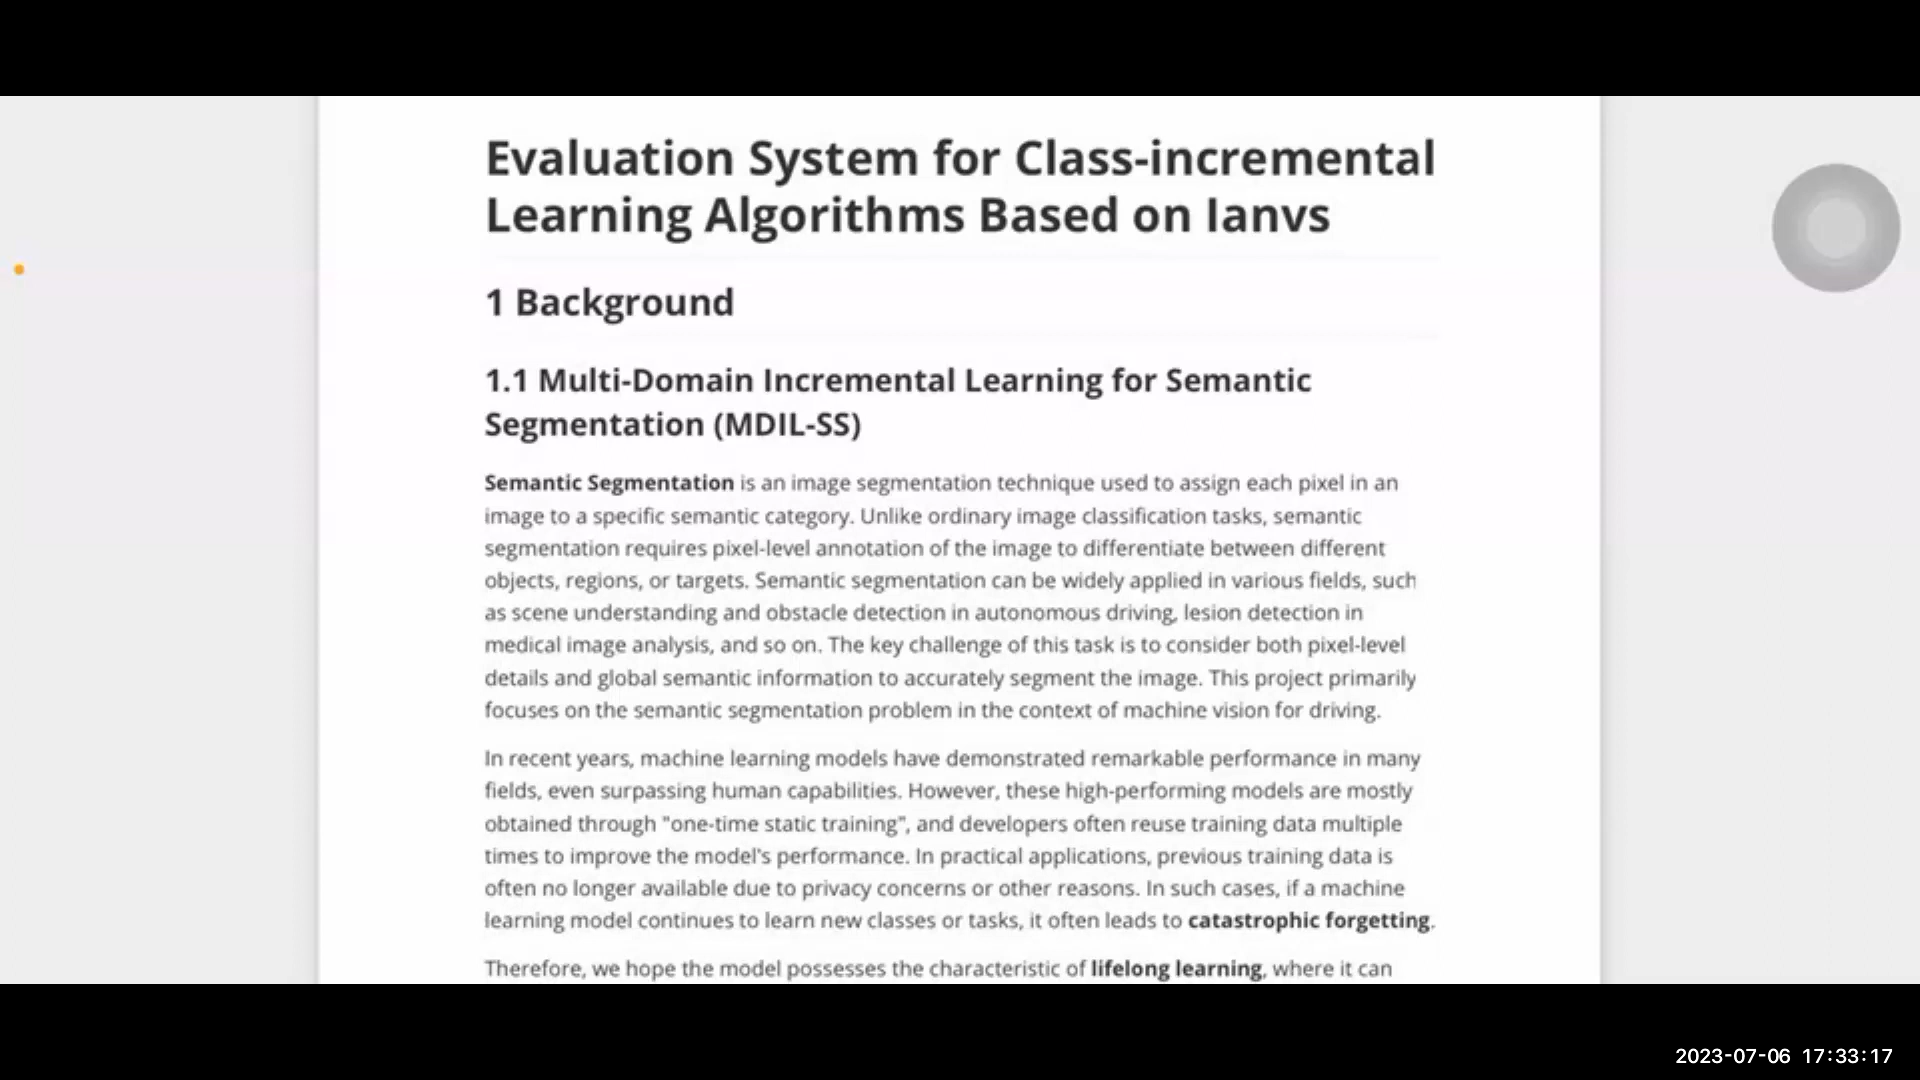 Evaluation System for Class-incremental
Learning Algorithms Based on Ianvs
1 Background
1.1 Multi-Domain Incremental Learning for Semantic
Segmentation (MDIL-SS)
Semantic Segmentation is an image segmentation technique used to assign each pixel in an
image to a specific semantic category. Unlike ordinary image classification tasks, semantic
segmentation requires pixel-level annotation of the image to differentiate between different
objects, regions, or targets. Semantic segmentation can be widely applied in various fields, such
as scene understanding and obstacle detection in autonomous driving, lesion detection in
medical image analysis, and so on. The key challenge of this task is to consider both pixel-level
details and global semantic information to accurately segment the image. This project primarily
focuses on the semantic segmentation problem in the context of machine vision for driving.
In recent years, machine learning models have demonstrated remarkable performance in many
fields, even surpassing human capabilities. However, these high-performing models are mostly
obtained through "one-time static training", and developers often reuse training data multiple
times to improve the model's performance. In practical applications, previous training data is
often no longer available due to privacy concerns or other reasons. In such cases, if a machine
learning model continues to learn new classes or tasks, it often leads to catastrophic forgetting.
Therefore, we hope the model possesses the characteristic of lifelong learning, where it can
2023-07-06 17:33:17